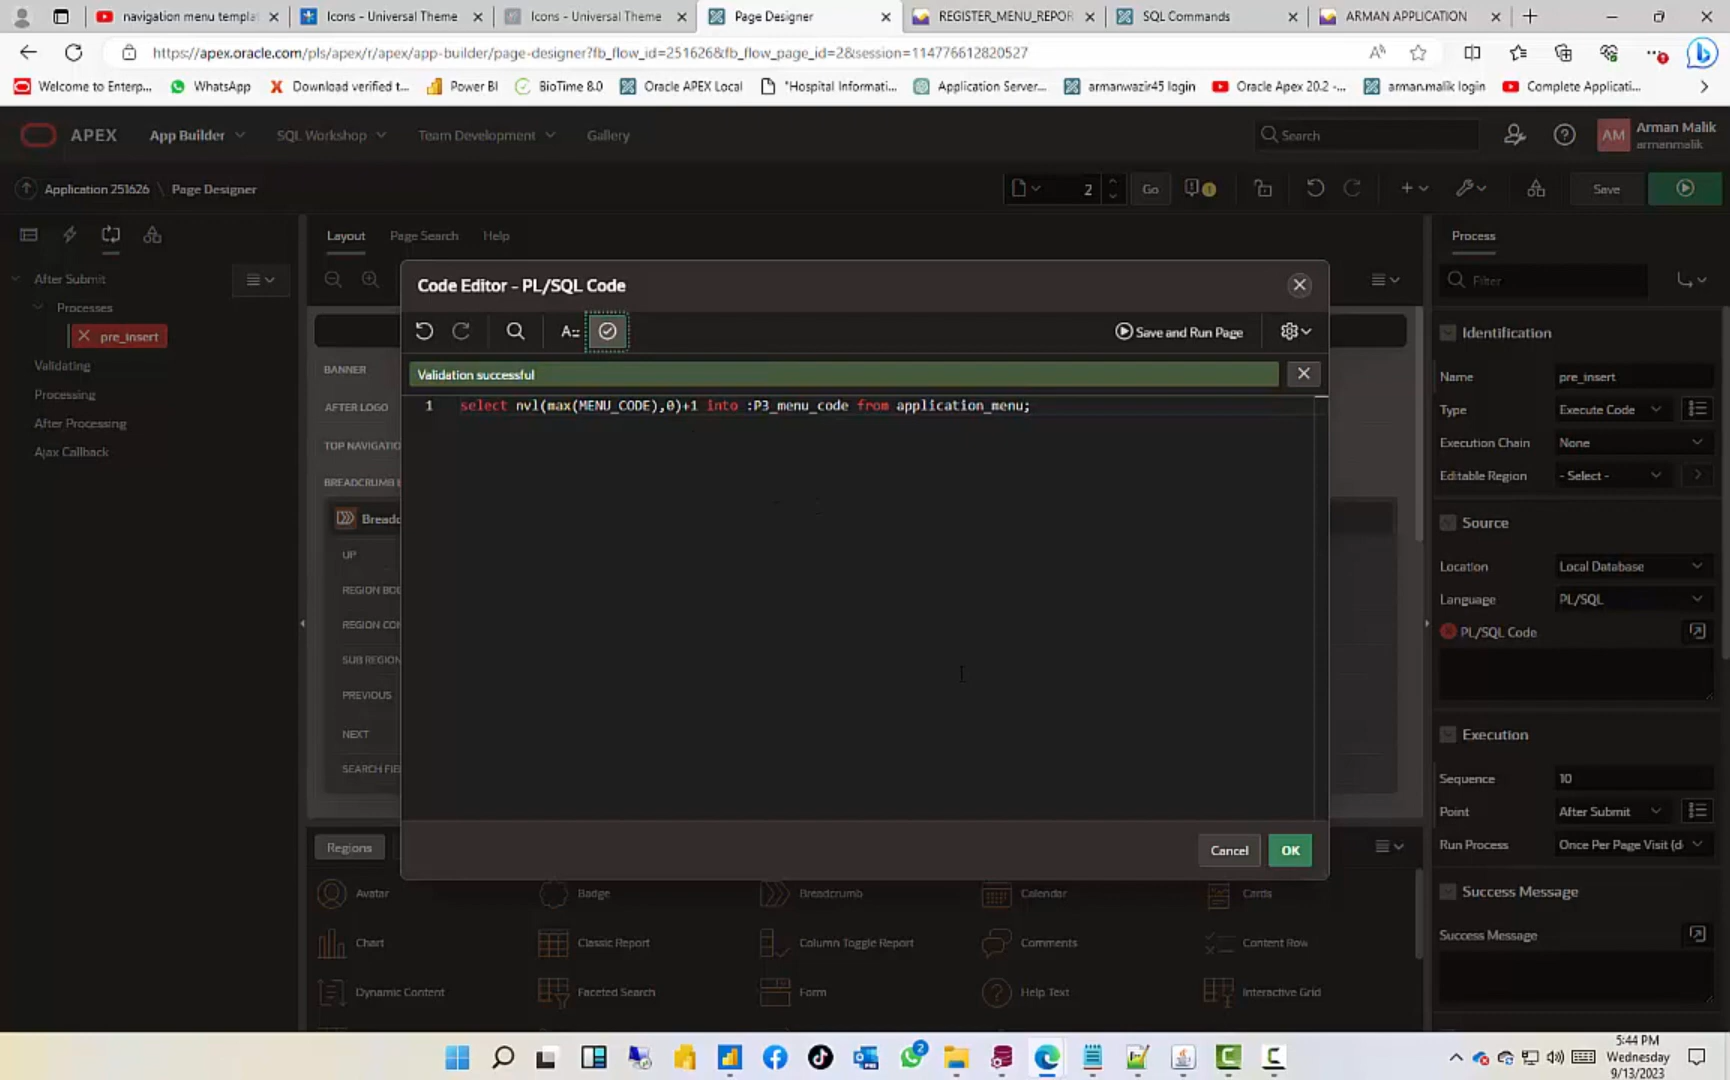 navigation menu templa
Icons - Universal Theme
Icons - Universal Theme
Page Designer
REGISTER_MENU_REPOR
SQL Commands
ARMAN APPLICATION
https://apex.oracle.com/pls/apex/r/apex/app-builder/page-designer?fb_flow_id=251626&fb_flow_page_id=2&session=114776612820527
Welcome to Enterp...
WhatsApp
Download verified t...
Power BI
BioTime 8.0
Oracle APEX Local
"Hospital Informati...
Application Server...
armanwazir45 login
Oracle Apex 20.2 -...
arman.malik login
Complete Applicati...
APEX
App Builder
SQL Workshop
Team Development
Gallery
Search
AM
Arman Malik
armanmalik
Application 251626 \ Page Designer
2
Go
Save
Layout
Page Search
Help
Process
After Submit
Processes
pre_insert
Validating
Processing
After Processing
Ajax Callback
BANNER
AFTER LOGO
TOP NAVIGATIO
BREADCRUMB B
Breadc
UP
REGION BO
REGION CO
SUB REGION
PREVIOUS
NEXT
SEARCH FIE
Code Editor - PL/SQL Code
Save and Run Page
Validation successful
1 select nvl(max(MENU_CODE),0)+1 into :P3_menu_code from application_menu;
Cancel
OK
Filter
Identification
Name pre_insert
Type Execute Code
Execution Chain None
Editable Region - Select -
Source
Location Local Database
Language PL/SQL
PL/SQL Code
Execution
Sequence 10
Point After Submit
Run Process Once Per Page Visit (d
Success Message
Success Message
Regions
Avatar
Badge
Breadcrumb
Calendar
Cards
Chart
Classic Report
Column Toggle Report
Comments
Content Row
Dynamic Content
Faceted Search
Form
Help Text
Interactive Grid
2
5:44 PM
Wednesday
9/13/2023